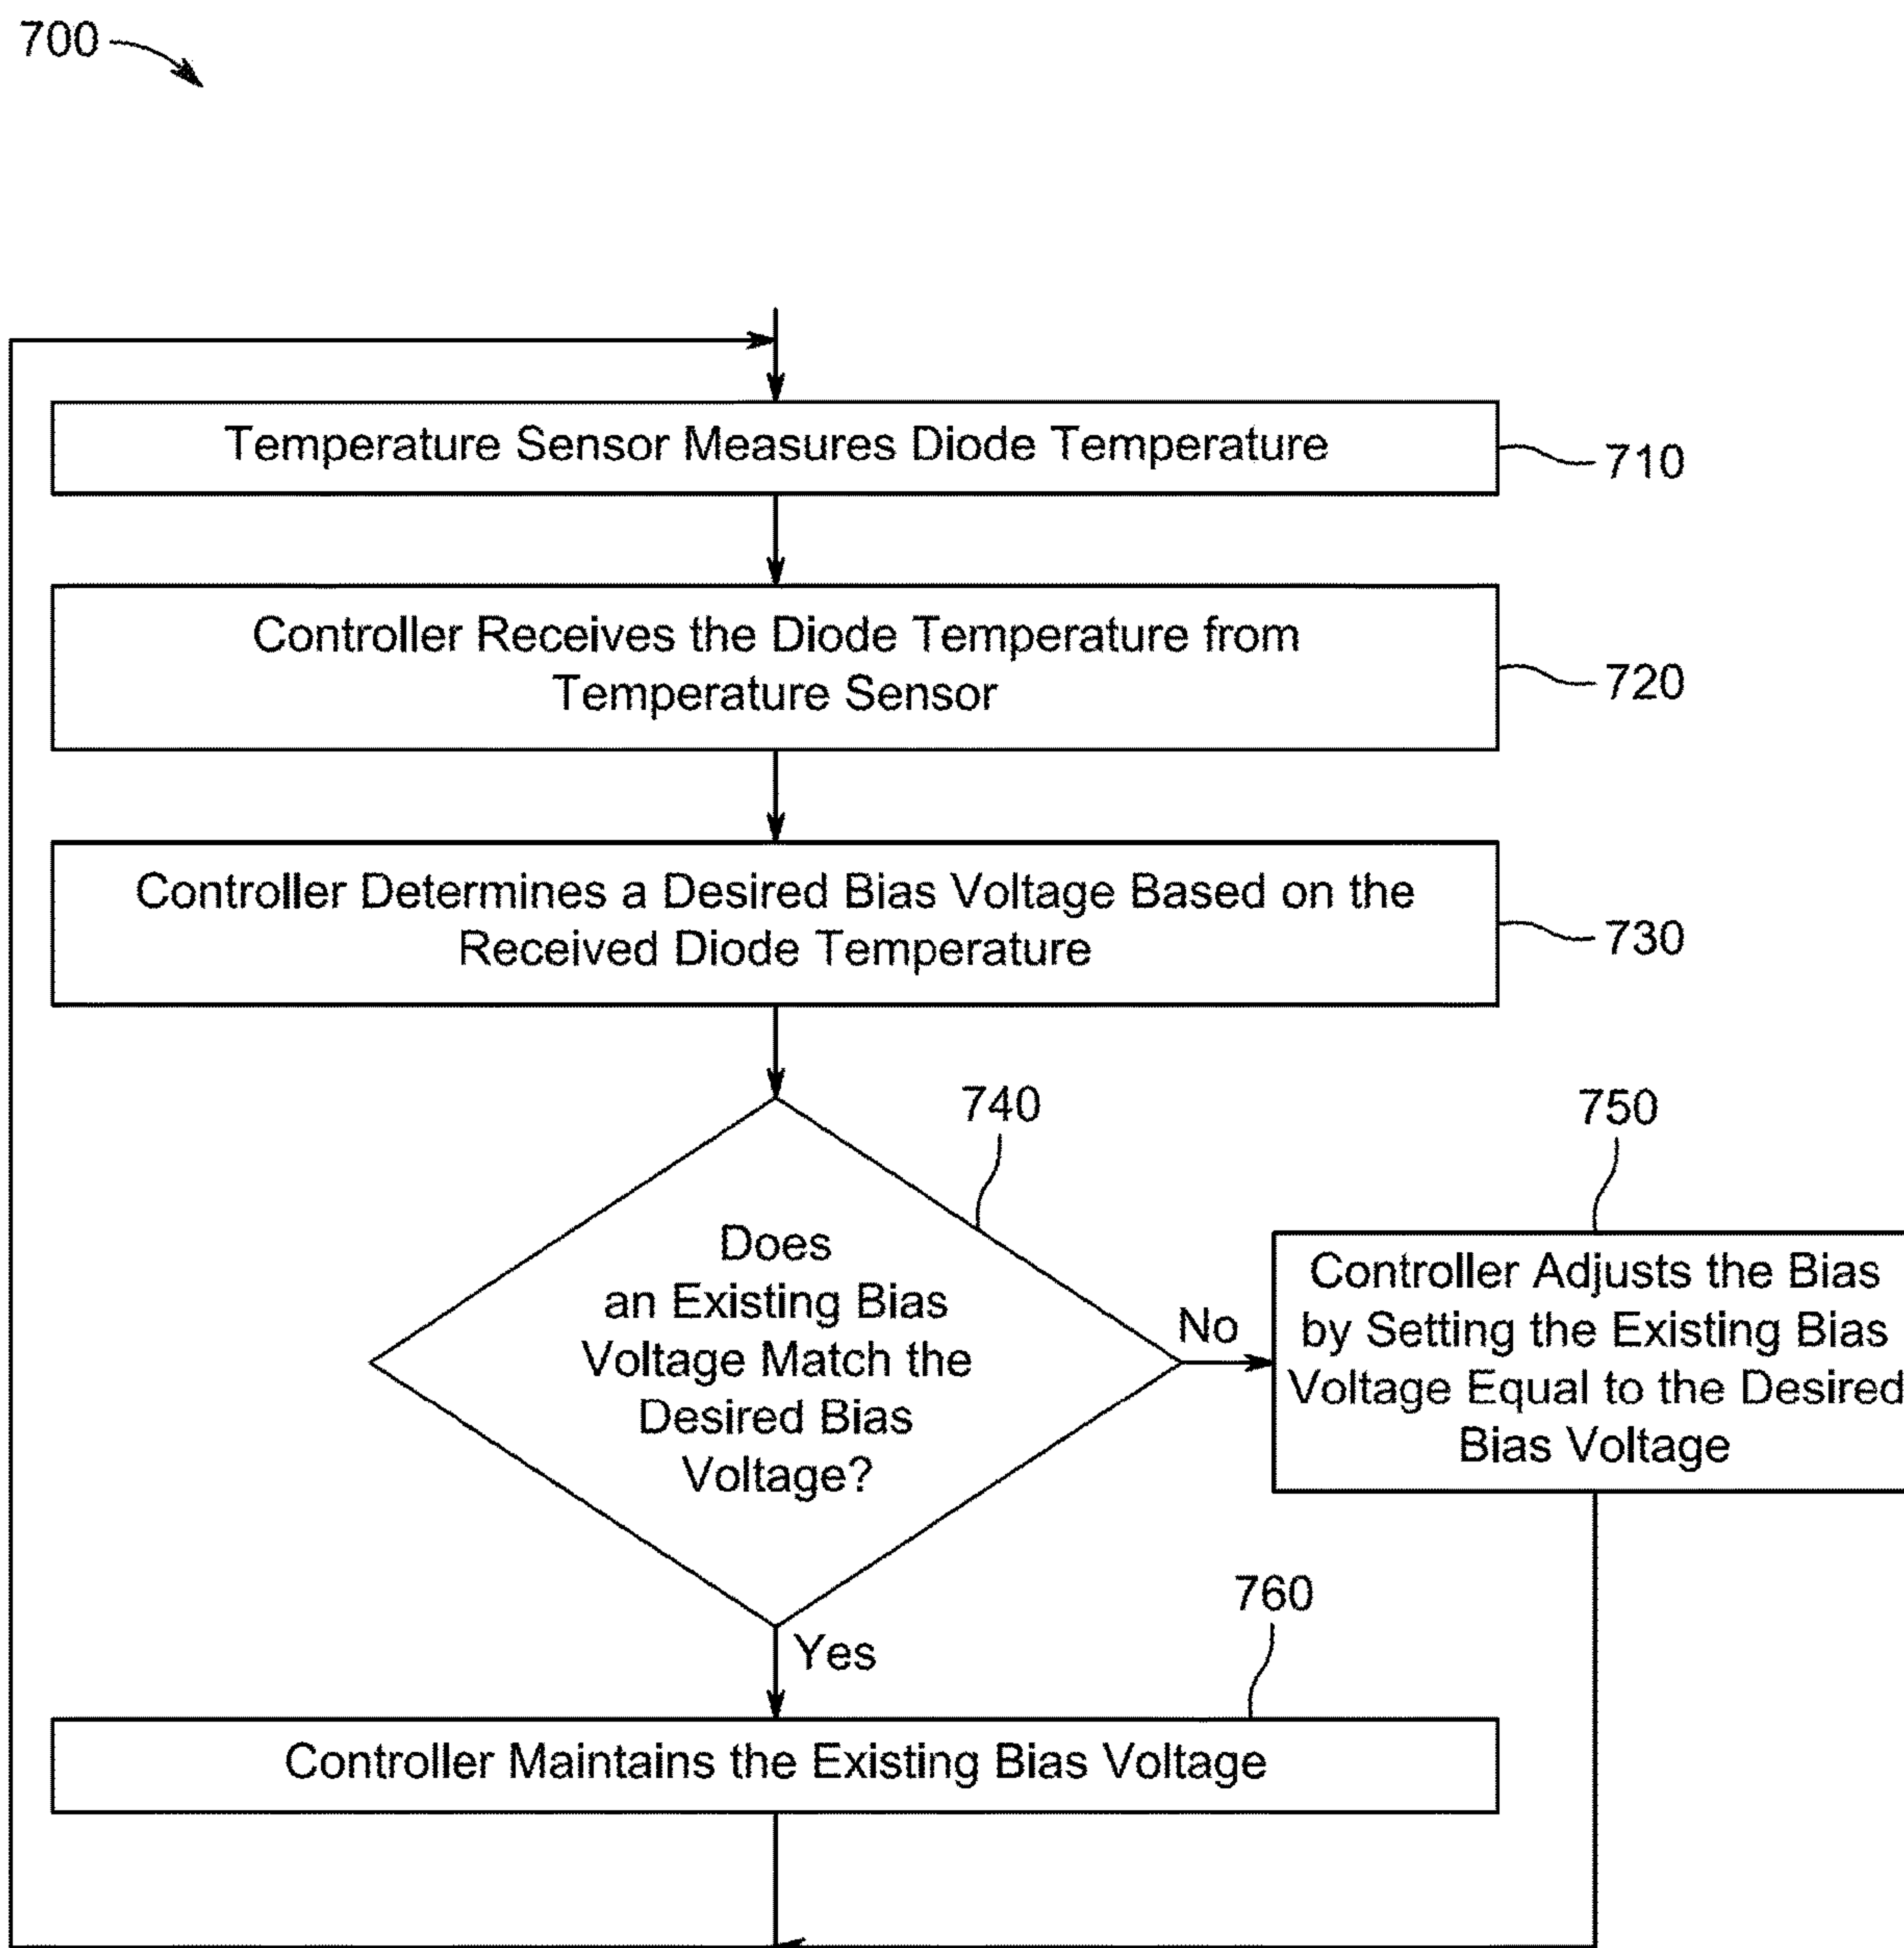 700
Temperature Sensor Measures Diode Temperature
710
Controller Receives the Diode Temperature from
Temperature Sensor
720
Controller Determines a Desired Bias Voltage Based on the
Received Diode Temperature
730
740
Does
an Existing Bias
Voltage Match the
Desired Bias
Voltage?
No
750
Controller Adjusts the Bias
by Setting the Existing Bias
Voltage Equal to the Desired
Bias Voltage
Yes
760
Controller Maintains the Existing Bias Voltage